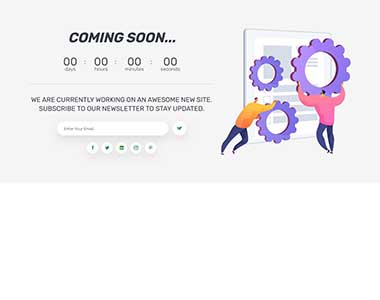 COMING SOON...
00 : 00 : 00 : 00
days hours minutes seconds
WE ARE CURRENTLY WORKING ON AN AWESOME NEW SITE.
SUBSCRIBE TO OUR NEWSLETTER TO STAY UPDATED.
Enter Your Email